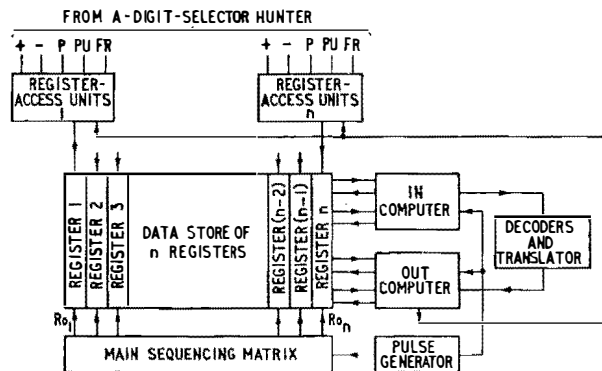 FROM A-DIGIT-SELECTOR HUNTER
+ - P PU FR
+ - P PU FR
REGISTER-
ACCESS UNITS
1
REGISTER-
ACCESS UNITS
n
REGISTER 1
REGISTER 2
REGISTER 3
DATA STORE OF
n REGISTERS
REGISTER (n-2)
REGISTER (n-1)
REGISTER n
IN
COMPUTER
DECODERS
AND
TRANSLATOR
OUT
COMPUTER
Ro1
Ron
MAIN SEQUENCING MATRIX
PULSE
GENERATOR